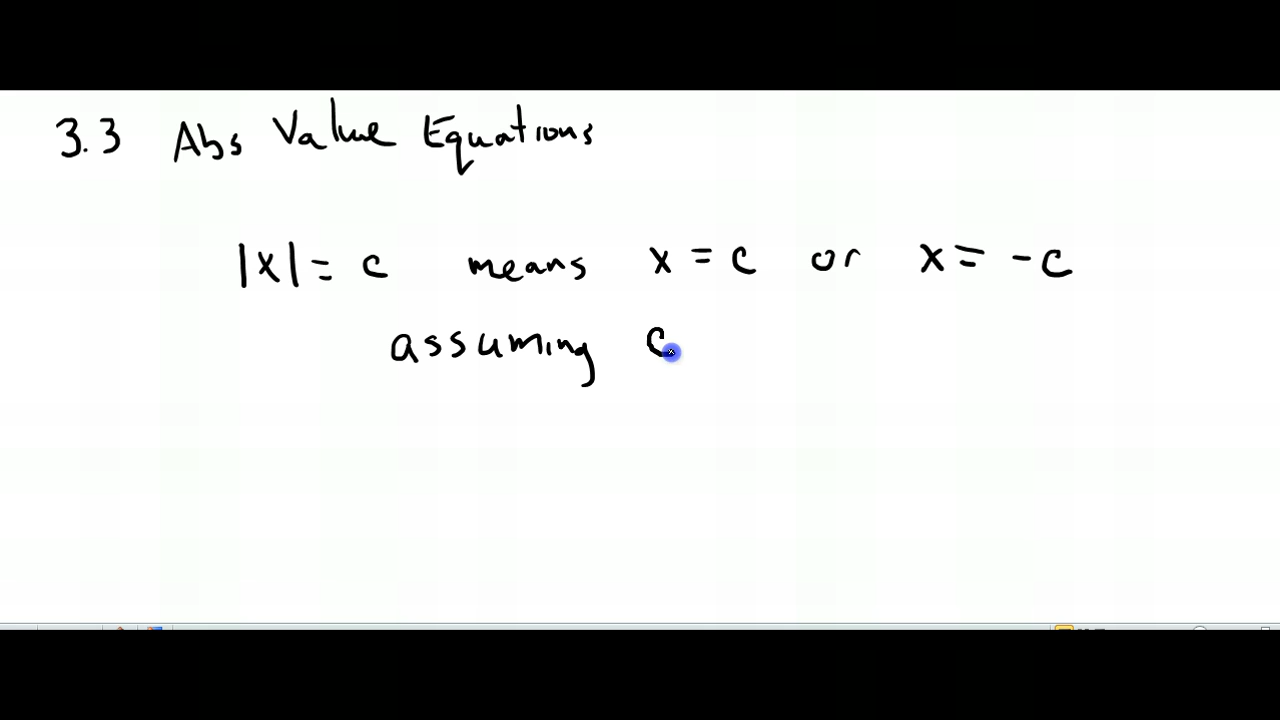 3.3 Abs Value Equations
|x| = c means x = c or x = -c
assuming c